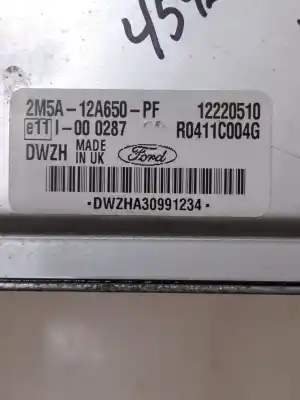 2M5A-12A650-PF 12220510
e11 I-00 0287 R0411C004G
DWZH MADE IN UK Ford
·DWZHA30991234·